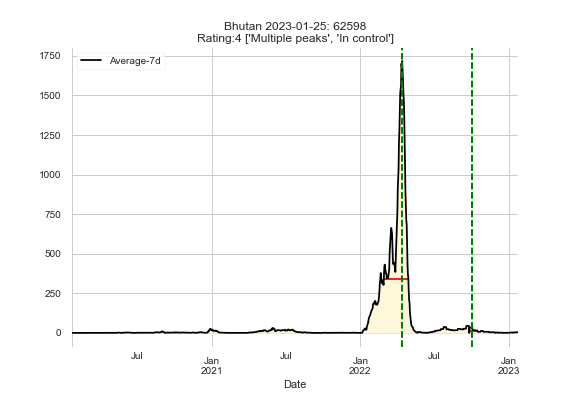 Bhutan 2023-01-25: 62598
Rating:4 ['Multiple peaks', 'In control']
Average-7d
1750
1500
1250
1000
750
500
250
0
Jul
Jan
2021
Jul
Jan
2022
Jul
Jan
2023
Date